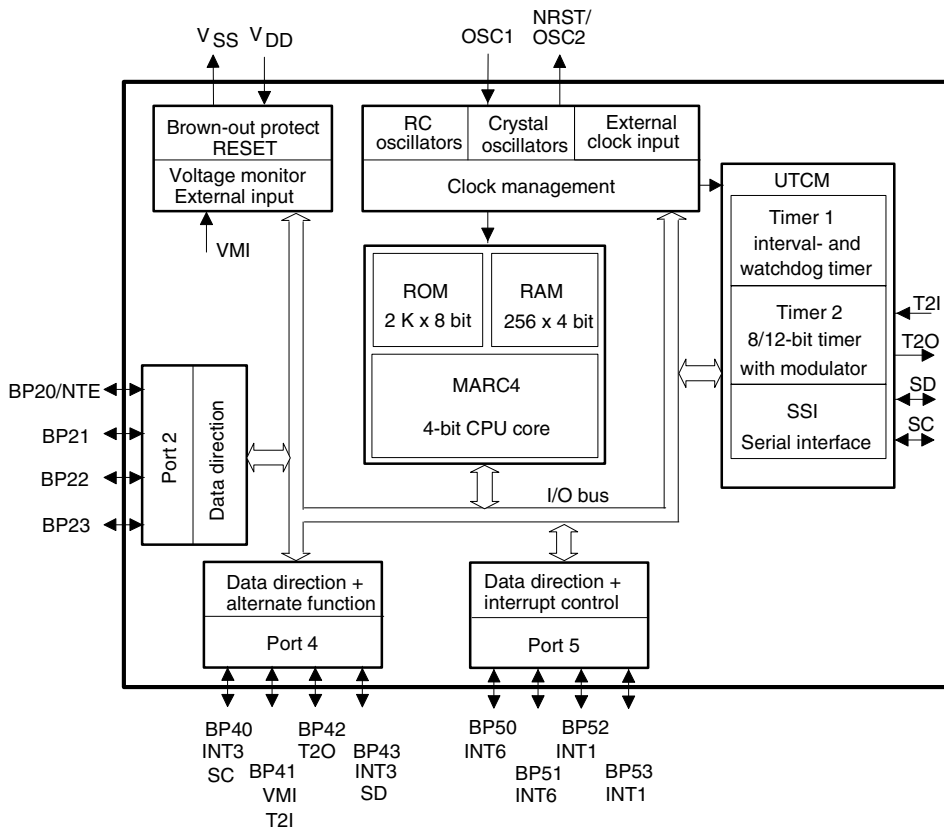 VSS
VDD
OSC1
NRST/
OSC2
Brown-out protect
RESET
Voltage monitor
External input
VMI
RC
oscillators
Crystal
oscillators
External
clock input
Clock management
UTCM
Timer 1
interval- and
watchdog timer
Timer 2
8/12-bit timer
with modulator
SSI
Serial interface
T2I
T2O
SD
SC
ROM
2 K x 8 bit
RAM
256 x 4 bit
MARC4
4-bit CPU core
I/O bus
BP20/NTE
BP21
BP22
BP23
Port 2
Data direction
Data direction +
alternate function
Port 4
Data direction +
interrupt control
Port 5
BP40
INT3
SC
BP41
VMI
T2I
BP42
T2O
BP43
INT3
SD
BP50
INT6
BP51
INT6
BP52
INT1
BP53
INT1